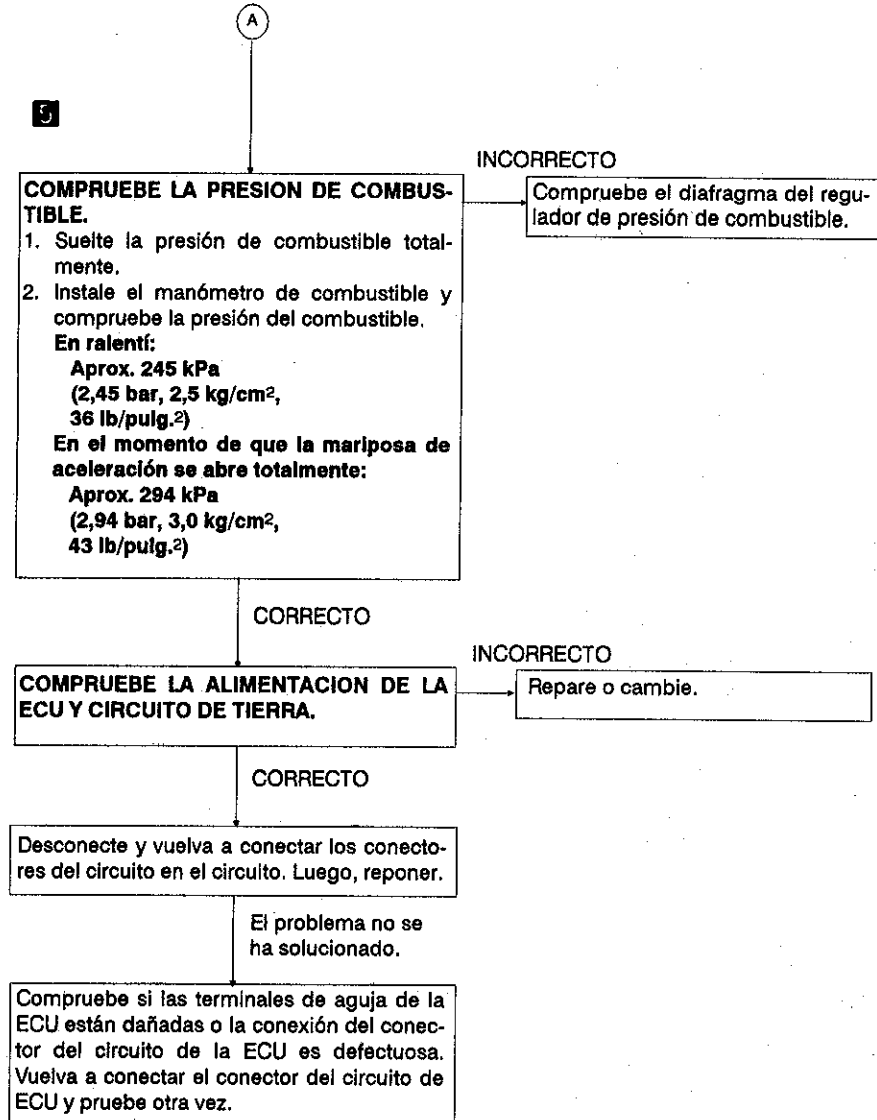 A
5
INCORRECTO
COMPRUEBE LA PRESION DE COMBUS-
TIBLE.
1. Suelte la presión de combustible total-
mente.
2. Instale el manómetro de combustible y
compruebe la presión del combustible.
En ralentí:
Aprox. 245 kPa
(2,45 bar, 2,5 kg/cm²,
36 lb/pulg.²)
En el momento de que la mariposa de
aceleración se abre totalmente:
Aprox. 294 kPa
(2,94 bar, 3,0 kg/cm²,
43 lb/pulg.²)
Compruebe el diafragma del regu-
lador de presión de combustible.
CORRECTO
INCORRECTO
COMPRUEBE LA ALIMENTACION DE LA
ECU Y CIRCUITO DE TIERRA.
Repare o cambie.
CORRECTO
Desconecte y vuelva a conectar los conecto-
res del circuito en el circuito. Luego, reponer.
El problema no se
ha solucionado.
Compruebe si las terminales de aguja de la
ECU están dañadas o la conexión del conec-
tor del circuito de la ECU es defectuosa.
Vuelva a conectar el conector del circuito de
ECU y pruebe otra vez.